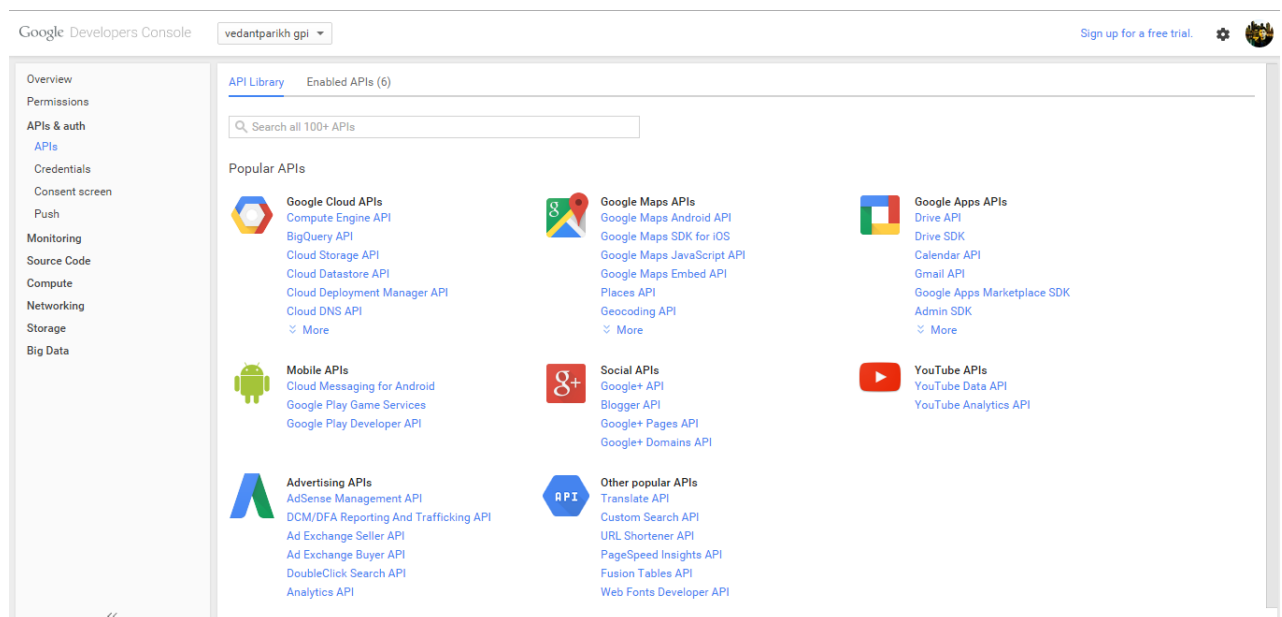 Google Developers Console
vedantparikh gpi
Sign up for a free trial.
Overview
Permissions
APIs & auth
APIs
Credentials
Consent screen
Push
Monitoring
Source Code
Compute
Networking
Storage
Big Data
API Library
Enabled APIs (6)
Search all 100+ APIs
Popular APIs
Google Cloud APIs
Compute Engine API
BigQuery API
Cloud Storage API
Cloud Datastore API
Cloud Deployment Manager API
Cloud DNS API
More
8
Google Maps APIs
Google Maps Android API
Google Maps SDK for iOS
Google Maps JavaScript API
Google Maps Embed API
Places API
Geocoding API
More
Google Apps APIs
Drive API
Drive SDK
Calendar API
Gmail API
Google Apps Marketplace SDK
Admin SDK
More
Mobile APIs
Cloud Messaging for Android
Google Play Game Services
Google Play Developer API
8+
Social APIs
Google+ API
Blogger API
Google+ Pages API
Google+ Domains API
YouTube APIs
YouTube Data API
YouTube Analytics API
Advertising APIs
AdSense Management API
DCM/DFA Reporting And Trafficking API
Ad Exchange Seller API
Ad Exchange Buyer API
DoubleClick Search API
Analytics API
API
Other popular APIs
Translate API
Custom Search API
URL Shortener API
PageSpeed Insights API
Fusion Tables API
Web Fonts Developer API